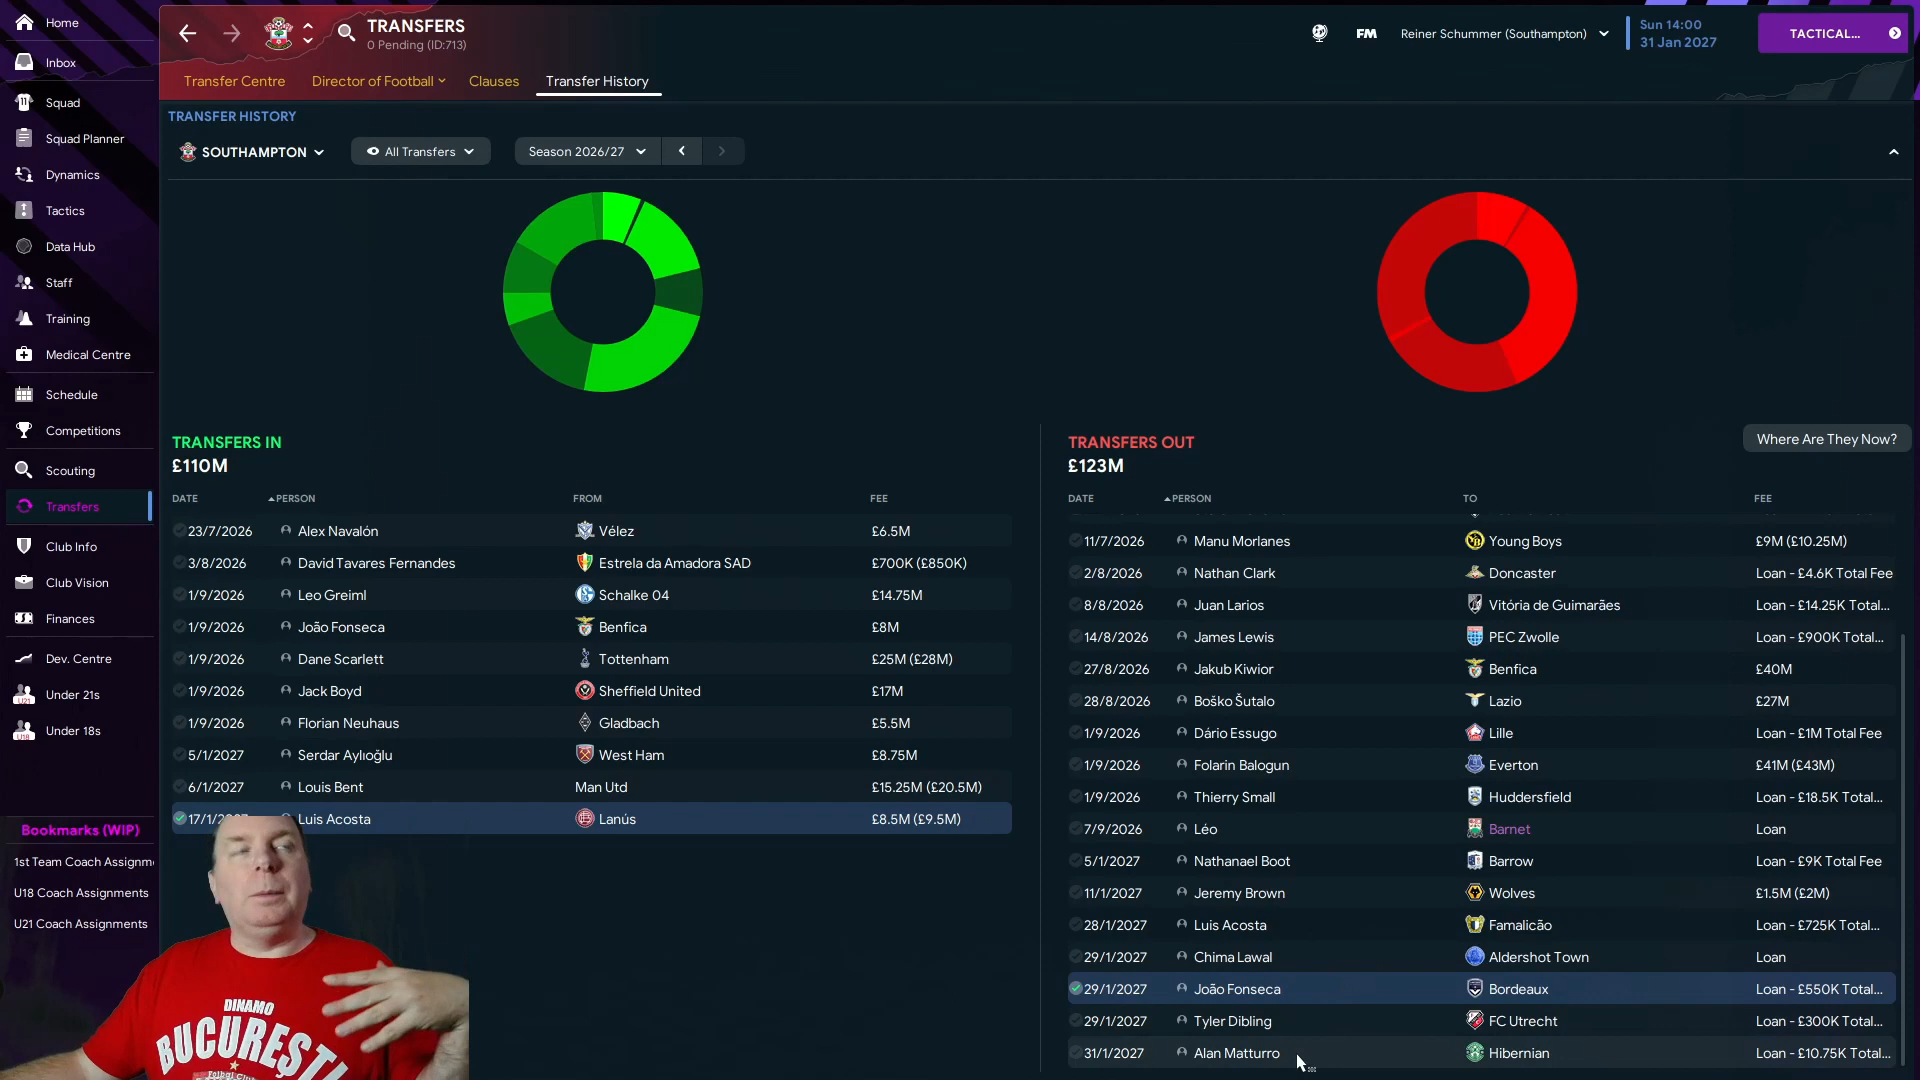 Home
Inbox
Squad
Squad Planner
Dynamics
Tactics
Data Hub
Staff
Training
Medical Centre
Schedule
Competitions
Scouting
Transfers
Club Info
Club Vision
Finances
Dev. Centre
Under 21s
Under 18s
Bookmarks (WIP)
1st Team Coach Assignm
U18 Coach Assignments
U21 Coach Assignments
TRANSFERS
0 Pending (ID:713)
FM
Reiner Schummer (Southampton)
Sun 14:00
31 Jan 2027
TACTICAL...
Transfer Centre Director of Football Clauses Transfer History
TRANSFER HISTORY
SOUTHAMPTON All Transfers Season 2026/27
TRANSFERS IN
£110M
DATE PERSON FROM FEE
23/7/2026 Alex Navalón Vélez £6.5M
3/8/2026 David Tavares Fernandes Estrela da Amadora SAD £700K (£850K)
1/9/2026 Leo Greiml Schalke 04 £14.75M
1/9/2026 João Fonseca Benfica £8M
1/9/2026 Dane Scarlett Tottenham £25M (£28M)
1/9/2026 Jack Boyd Sheffield United £17M
1/9/2026 Florian Neuhaus Gladbach £5.5M
5/1/2027 Serdar Aylıoğlu West Ham £8.75M
6/1/2027 Louis Bent Man Utd £15.25M (£20.5M)
17/1/2027 Luis Acosta Lanús £8.5M (£9.5M)
TRANSFERS OUT
£123M
Where Are They Now?
DATE PERSON TO FEE
11/7/2026 Manu Morlanes Young Boys £9M (£10.25M)
2/8/2026 Nathan Clark Doncaster Loan - £4.6K Total Fee
8/8/2026 Juan Larios Vitória de Guimarães Loan - £14.25K Total...
14/8/2026 James Lewis PEC Zwolle Loan - £900K Total...
27/8/2026 Jakub Kiwior Benfica £40M
28/8/2026 Boško Šutalo Lazio £27M
1/9/2026 Dário Essugo Lille Loan - £1M Total Fee
1/9/2026 Folarin Balogun Everton £41M (£43M)
1/9/2026 Thierry Small Huddersfield Loan - £18.5K Total...
7/9/2026 Léo Barnet Loan
5/1/2027 Nathanael Boot Barrow Loan - £9K Total Fee
11/1/2027 Jeremy Brown Wolves £1.5M (£2M)
28/1/2027 Luis Acosta Famalicão Loan - £725K Total...
29/1/2027 Chima Lawal Aldershot Town Loan
29/1/2027 João Fonseca Bordeaux Loan - £550K Total...
29/1/2027 Tyler Dibling FC Utrecht Loan - £300K Total...
31/1/2027 Alan Matturro Hibernian Loan - £10.75K Total...
DINAMO
BUCUREȘTI